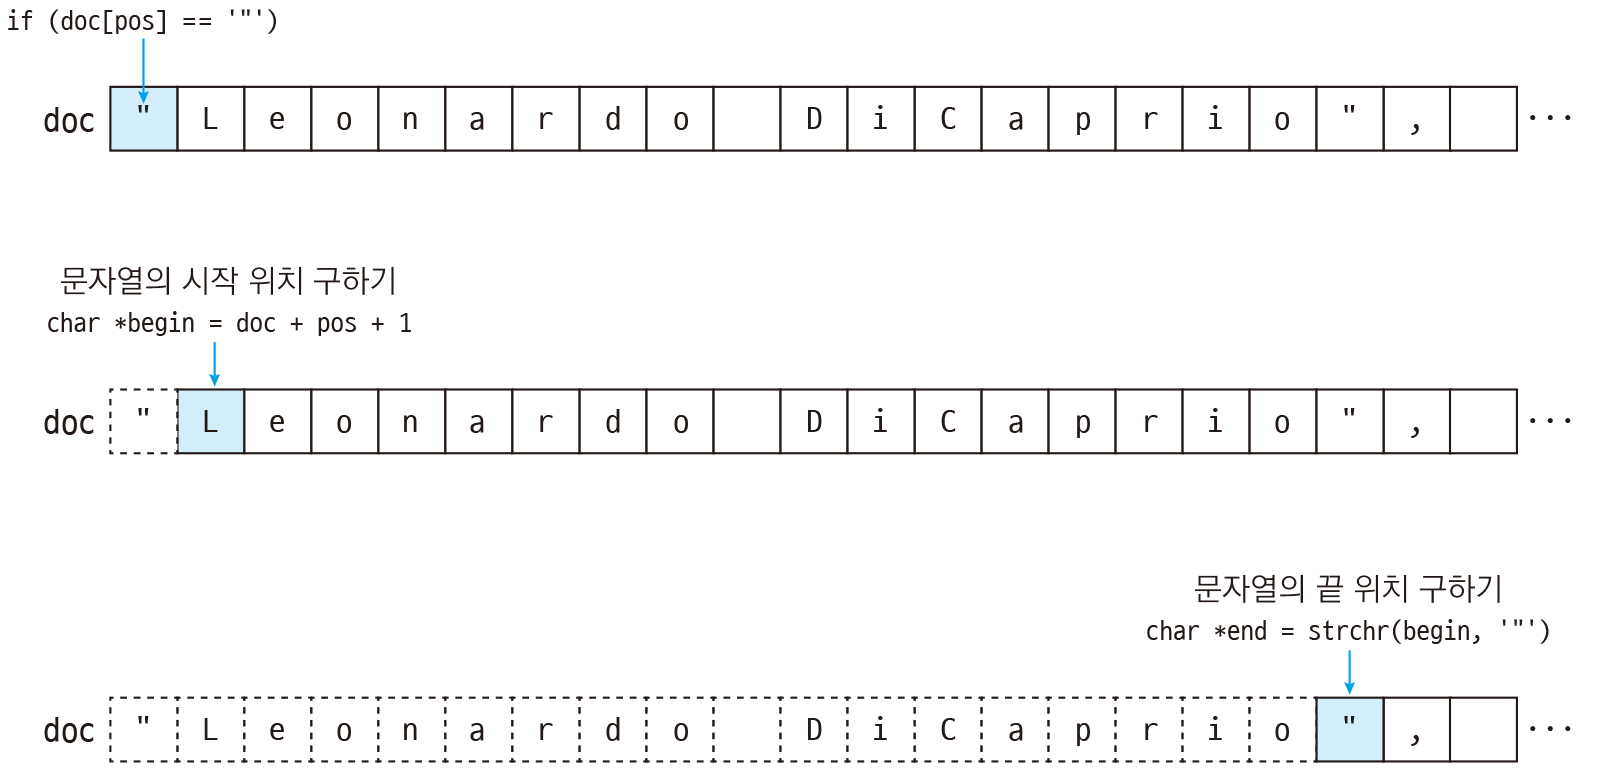 if (doc[pos] == '"')
doc " L e o n a r d o   D i C a p r i o " , ···
문자열의 시작 위치 구하기
char *begin = doc + pos + 1
doc " L e o n a r d o   D i C a p r i o " , ···
문자열의 끝 위치 구하기
char *end = strchr(begin, '"')
doc " L e o n a r d o   D i C a p r i o " , ···